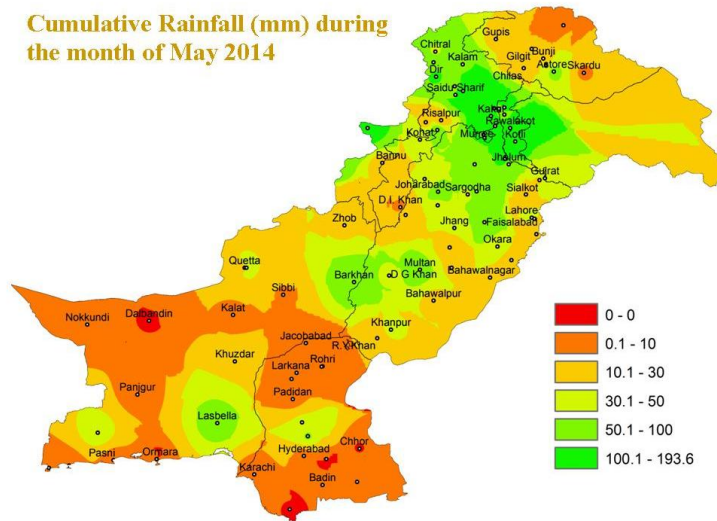 Cumulative Rainfall (mm) during
the month of May 2014
Gupis
Chitral
Gilgit
Bunji
Kalam
Astore
Skardu
Dir
Chilas
Saidu Sharif
Kakul
Risalpur
Rawalakot
Kohat
Murree
Kotli
Bannu
Jhelum
Gujrat
Joharabad
Sargodha
Sialkot
D.I. Khan
Lahore
Zhob
Jhang
Faisalabad
Okara
Quetta
Multan
Barkhan
D G Khan
Bahawalnagar
Sibbi
Bahawalpur
Dalbandin
Kalat
Nokkundi
Khanpur
Jacobabad
R.Y.Khan
Khuzdar
Rohri
Larkana
Panjgur
Padidan
Lasbella
Chhor
Pasni
Ormara
Hyderabad
Karachi
Badin
0 - 0
0.1 - 10
10.1 - 30
30.1 - 50
50.1 - 100
100.1 - 193.6